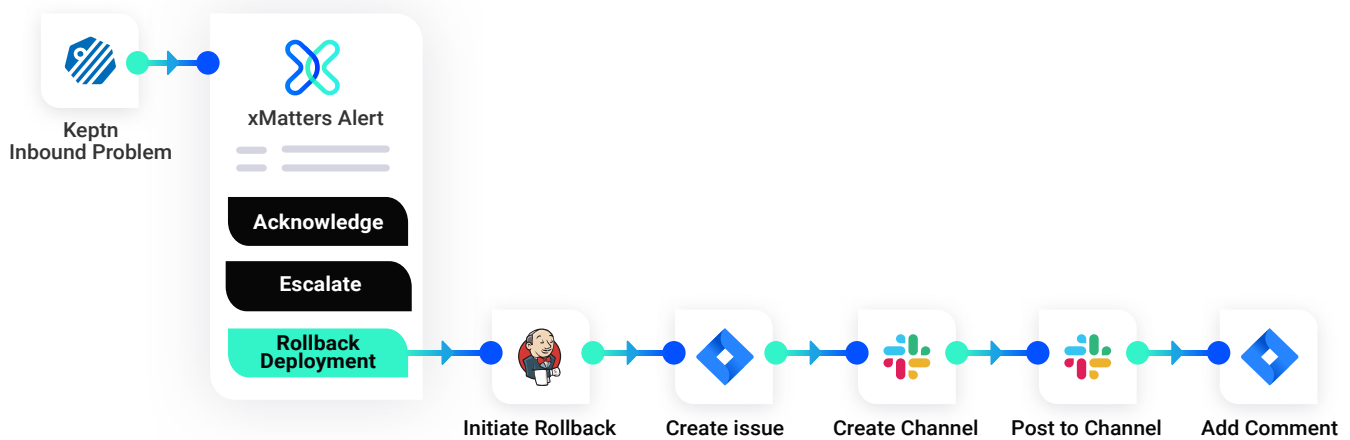 Keptn
Inbound Problem
xMatters Alert
Acknowledge
Escalate
Rollback
Deployment
Initiate Rollback
Create issue
Create Channel
Post to Channel
Add Comment